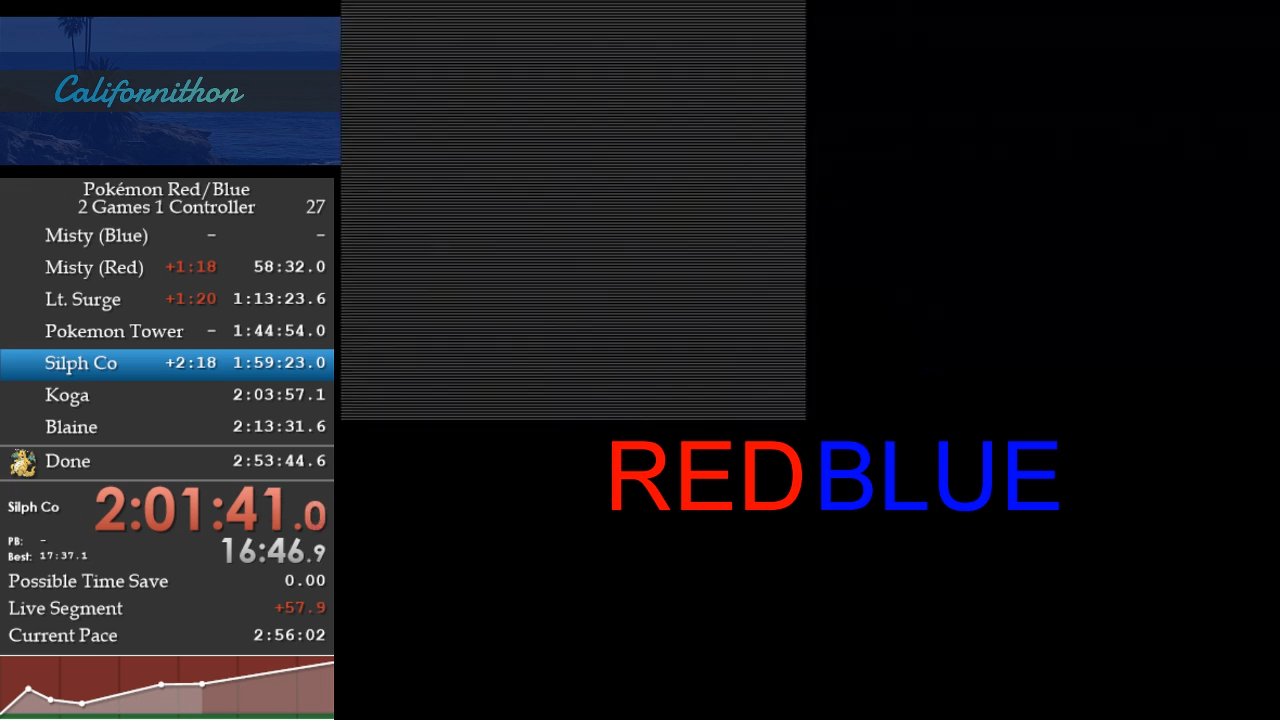 Californithon
Pokémon Red/Blue
2 Games 1 Controller 27
Misty (Blue) - -
Misty (Red) +1:18 58:32.0
Lt. Surge +1:20 1:13:23.6
Pokemon Tower - 1:44:54.0
Silph Co +2:18 1:59:23.0
Koga 2:03:57.1
Blaine 2:13:31.6
Done 2:53:44.6
Silph Co 2:01:41.0
PB: -
Best: 17:37.1 16:46.9
Possible Time Save 0.00
Live Segment +57.9
Current Pace 2:56:02
RED BLUE